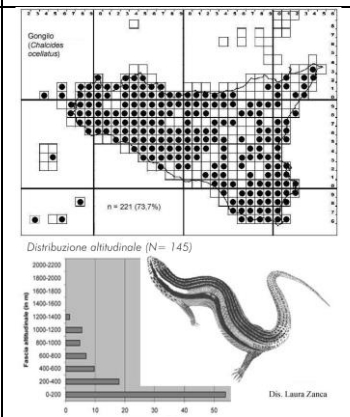 Gongilo
(Chalcides
ocellatus)
n = 221 (73,7%)
Distribuzione altitudinale (N= 145)
Fascia altitudinale (in m)
2000-2200
1800-2000
1600-1800
1400-1600
1200-1400
1000-1200
800-1000
600-800
400-600
200-400
0-200
0 10 20 30 40 50
Dis. Laura Zanca